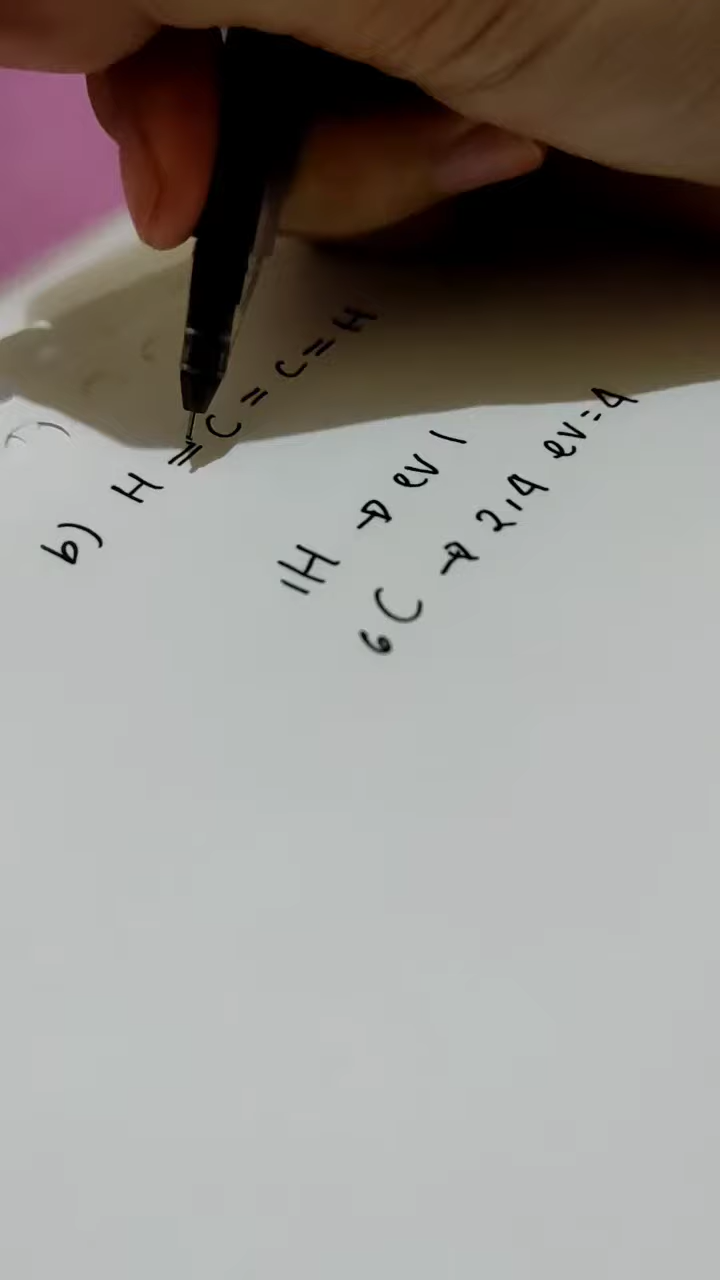 b) H = C = C = H
1H → ev 1
6C → 2,4 ev=4